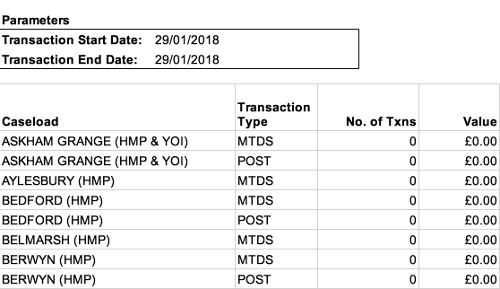 Parameters
Transaction Start Date: 29/01/2018
Transaction End Date: 29/01/2018
Caseload Transaction Type No. of Txns Value
ASKHAM GRANGE (HMP & YOI) MTDS 0 £0.00
ASKHAM GRANGE (HMP & YOI) POST 0 £0.00
AYLESBURY (HMP) MTDS 0 £0.00
BEDFORD (HMP) MTDS 0 £0.00
BEDFORD (HMP) POST 0 £0.00
BELMARSH (HMP) MTDS 0 £0.00
BERWYN (HMP) MTDS 0 £0.00
BERWYN (HMP) POST 0 £0.00